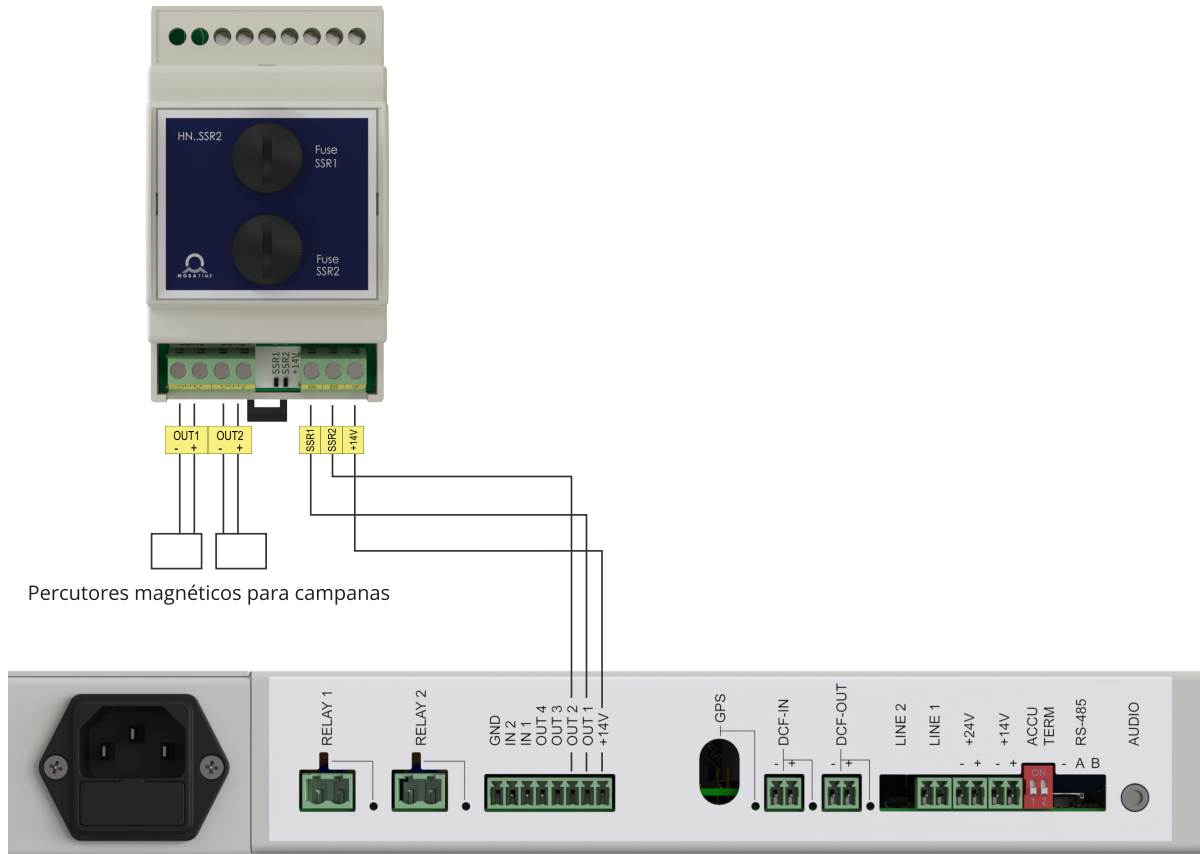 HN..SSR2
Fuse
SSR1
Fuse
SSR2
MOBATIME
SSR1
SSR2
+14V
OUT1
- +
OUT2
- +
SSR1
SSR2
+14V
Percutores magnéticos para campanas
RELAY 1
RELAY 2
GND
IN 2
IN 1
OUT 4
OUT 3
OUT 2
OUT 1
+14V
GPS
DCF-IN
- +
DCF-OUT
- +
LINE 2
LINE 1
+24V
- +
+14V
- +
ACCU
TERM
ON
1 2
RS-485
- A B
AUDIO